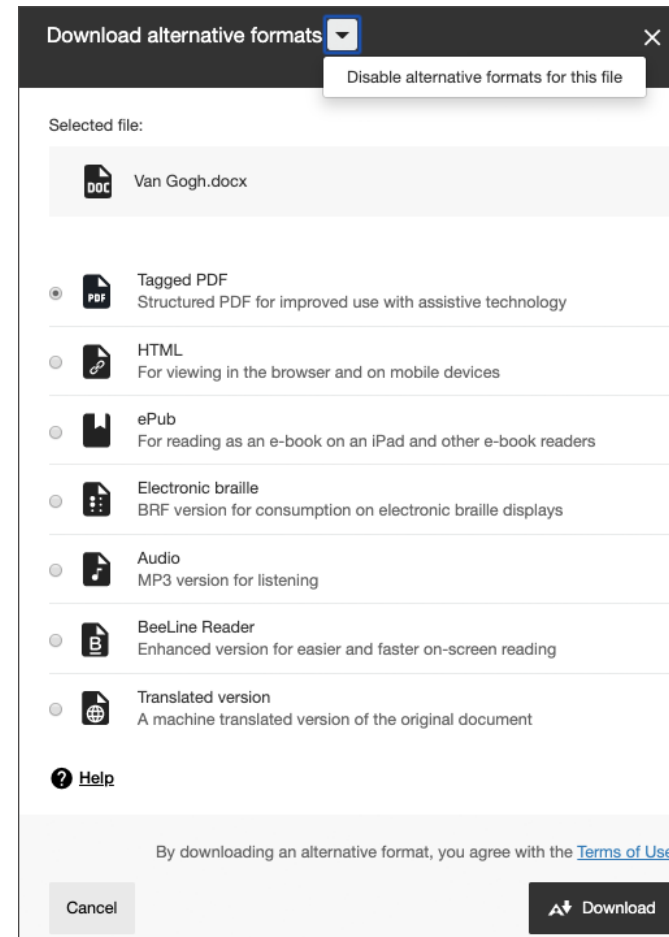 Download alternative formats
Disable alternative formats for this file
Selected file:
DOC
Van Gogh.docx
PDF
Tagged PDF
Structured PDF for improved use with assistive technology
HTML
For viewing in the browser and on mobile devices
ePub
For reading as an e-book on an iPad and other e-book readers
Electronic braille
BRF version for consumption on electronic braille displays
Audio
MP3 version for listening
B
BeeLine Reader
Enhanced version for easier and faster on-screen reading
Translated version
A machine translated version of the original document
? Help
By downloading an alternative format, you agree with the Terms of Use
Cancel
A Download